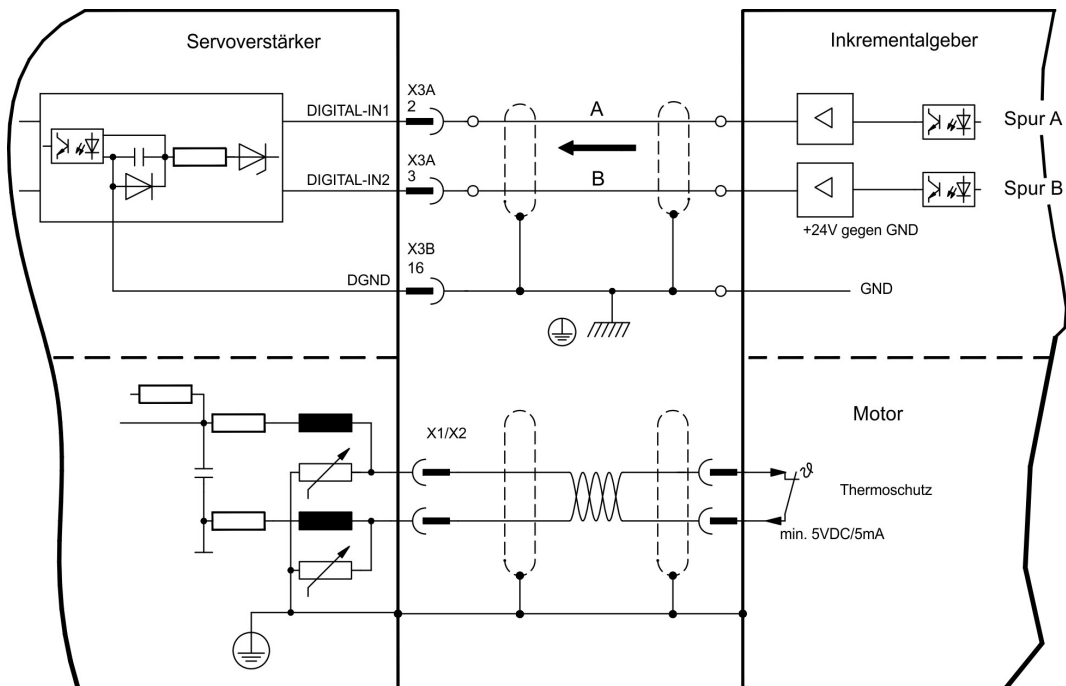 Servoverstärker
Inkrementalgeber
X3A
2
DIGITAL-IN1
A
Spur A
X3A
3
DIGITAL-IN2
B
Spur B
+24V gegen GND
X3B
16
DGND
GND
Motor
X1/X2
ϑ
Thermoschutz
min. 5VDC/5mA